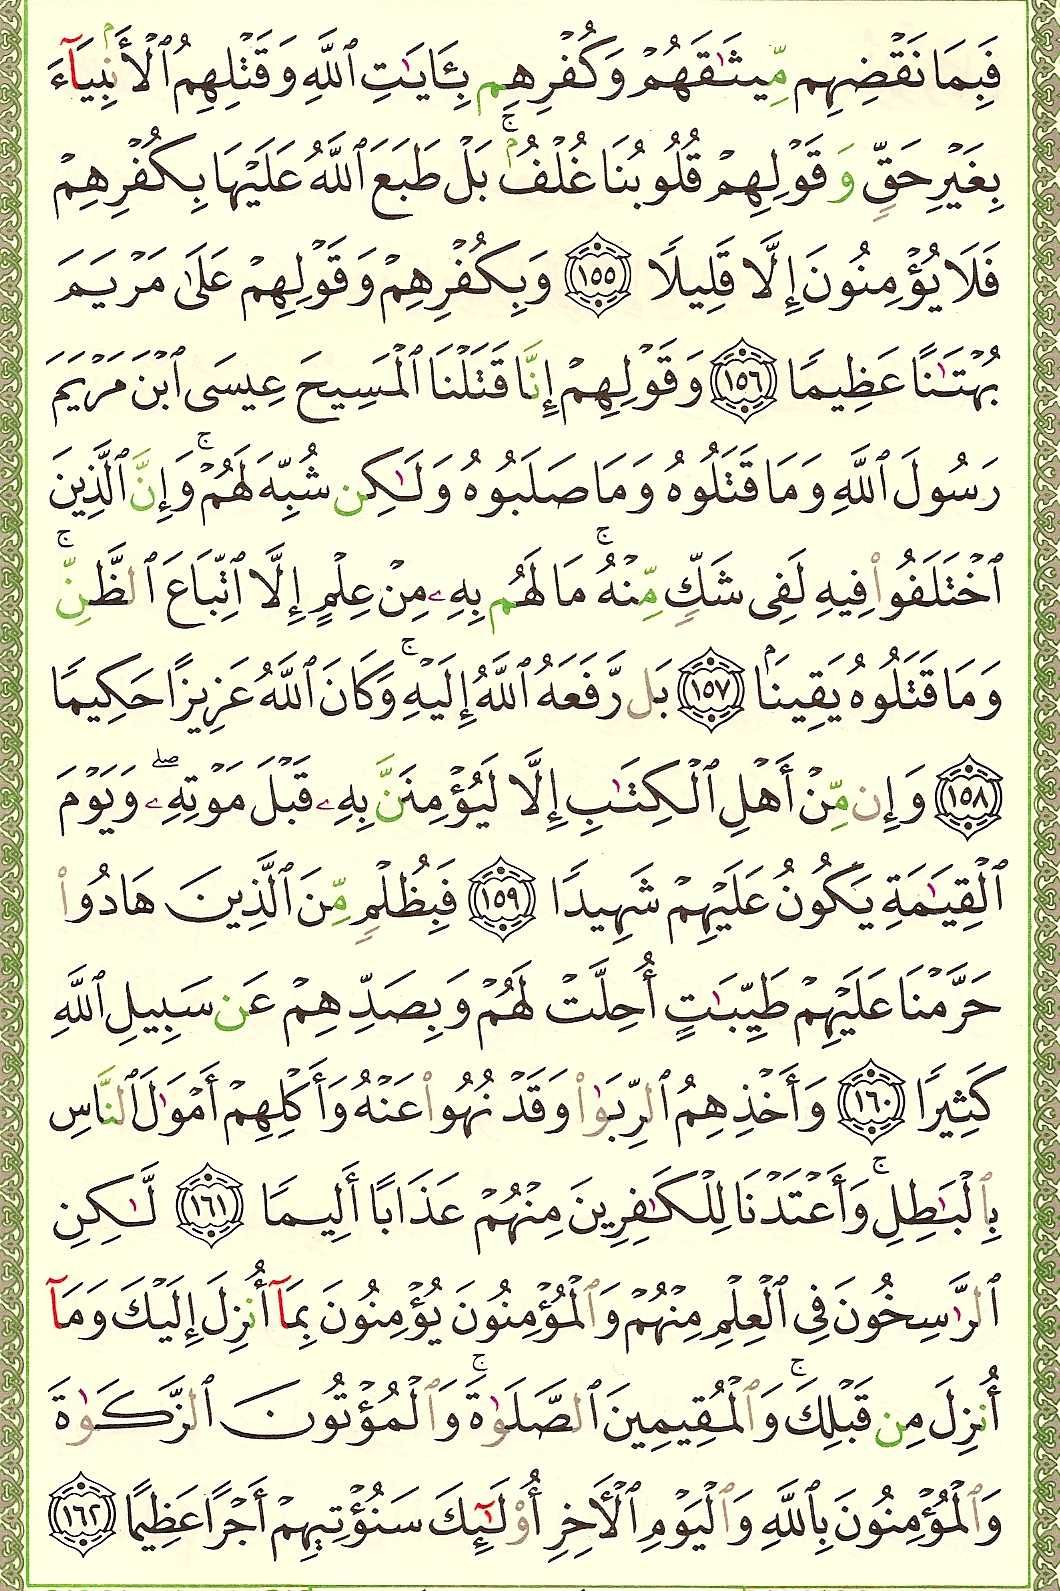 فَبِمَا نَقْضِهِم مِّيثَٰقَهُمْ وَكُفْرِهِم بِـَٔايَٰتِ ٱللَّهِ وَقَتْلِهِمُ ٱلْأَنۢبِيَآءَ
بِغَيْرِ حَقٍّ وَقَوْلِهِمْ قُلُوبُنَا غُلْفٌۢ ۚ بَلْ طَبَعَ ٱللَّهُ عَلَيْهَا بِكُفْرِهِمْ
فَلَا يُؤْمِنُونَ إِلَّا قَلِيلًا ١٥٥ وَبِكُفْرِهِمْ وَقَوْلِهِمْ عَلَىٰ مَرْيَمَ
بُهْتَٰنًا عَظِيمًا ١٥٦ وَقَوْلِهِمْ إِنَّا قَتَلْنَا ٱلْمَسِيحَ عِيسَى ٱبْنَ مَرْيَمَ
رَسُولَ ٱللَّهِ وَمَا قَتَلُوهُ وَمَا صَلَبُوهُ وَلَٰكِن شُبِّهَ لَهُمْ ۚ وَإِنَّ ٱلَّذِينَ
ٱخْتَلَفُوا۟ فِيهِ لَفِى شَكٍّ مِّنْهُ ۚ مَا لَهُم بِهِۦ مِنْ عِلْمٍ إِلَّا ٱتِّبَاعَ ٱلظَّنِّ ۚ
وَمَا قَتَلُوهُ يَقِينًۢا ١٥٧ بَل رَّفَعَهُ ٱللَّهُ إِلَيْهِ ۚ وَكَانَ ٱللَّهُ عَزِيزًا حَكِيمًا
١٥٨ وَإِن مِّنْ أَهْلِ ٱلْكِتَٰبِ إِلَّا لَيُؤْمِنَنَّ بِهِۦ قَبْلَ مَوْتِهِۦ ۖ وَيَوْمَ
ٱلْقِيَٰمَةِ يَكُونُ عَلَيْهِمْ شَهِيدًا ١٥٩ فَبِظُلْمٍ مِّنَ ٱلَّذِينَ هَادُوا۟
حَرَّمْنَا عَلَيْهِمْ طَيِّبَٰتٍ أُحِلَّتْ لَهُمْ وَبِصَدِّهِمْ عَن سَبِيلِ ٱللَّهِ
كَثِيرًا ١٦٠ وَأَخْذِهِمُ ٱلرِّبَوٰا۟ وَقَدْ نُهُوا۟ عَنْهُ وَأَكْلِهِمْ أَمْوَٰلَ ٱلنَّاسِ
بِٱلْبَٰطِلِ ۚ وَأَعْتَدْنَا لِلْكَٰفِرِينَ مِنْهُمْ عَذَابًا أَلِيمًا ١٦١ لَّٰكِنِ
ٱلرَّٰسِخُونَ فِى ٱلْعِلْمِ مِنْهُمْ وَٱلْمُؤْمِنُونَ يُؤْمِنُونَ بِمَآ أُنزِلَ إِلَيْكَ وَمَآ
أُنزِلَ مِن قَبْلِكَ ۚ وَٱلْمُقِيمِينَ ٱلصَّلَوٰةَ ۚ وَٱلْمُؤْتُونَ ٱلزَّكَوٰةَ
وَٱلْمُؤْمِنُونَ بِٱللَّهِ وَٱلْيَوْمِ ٱلْأَخِرِ أُو۟لَٰٓئِكَ سَنُؤْتِيهِمْ أَجْرًا عَظِيمًا ١٦٢